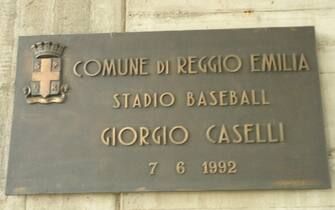 COMUNE DI REGGIO EMILIA
STADIO BASEBALL
GIORGIO CASELLI
7 6 1992